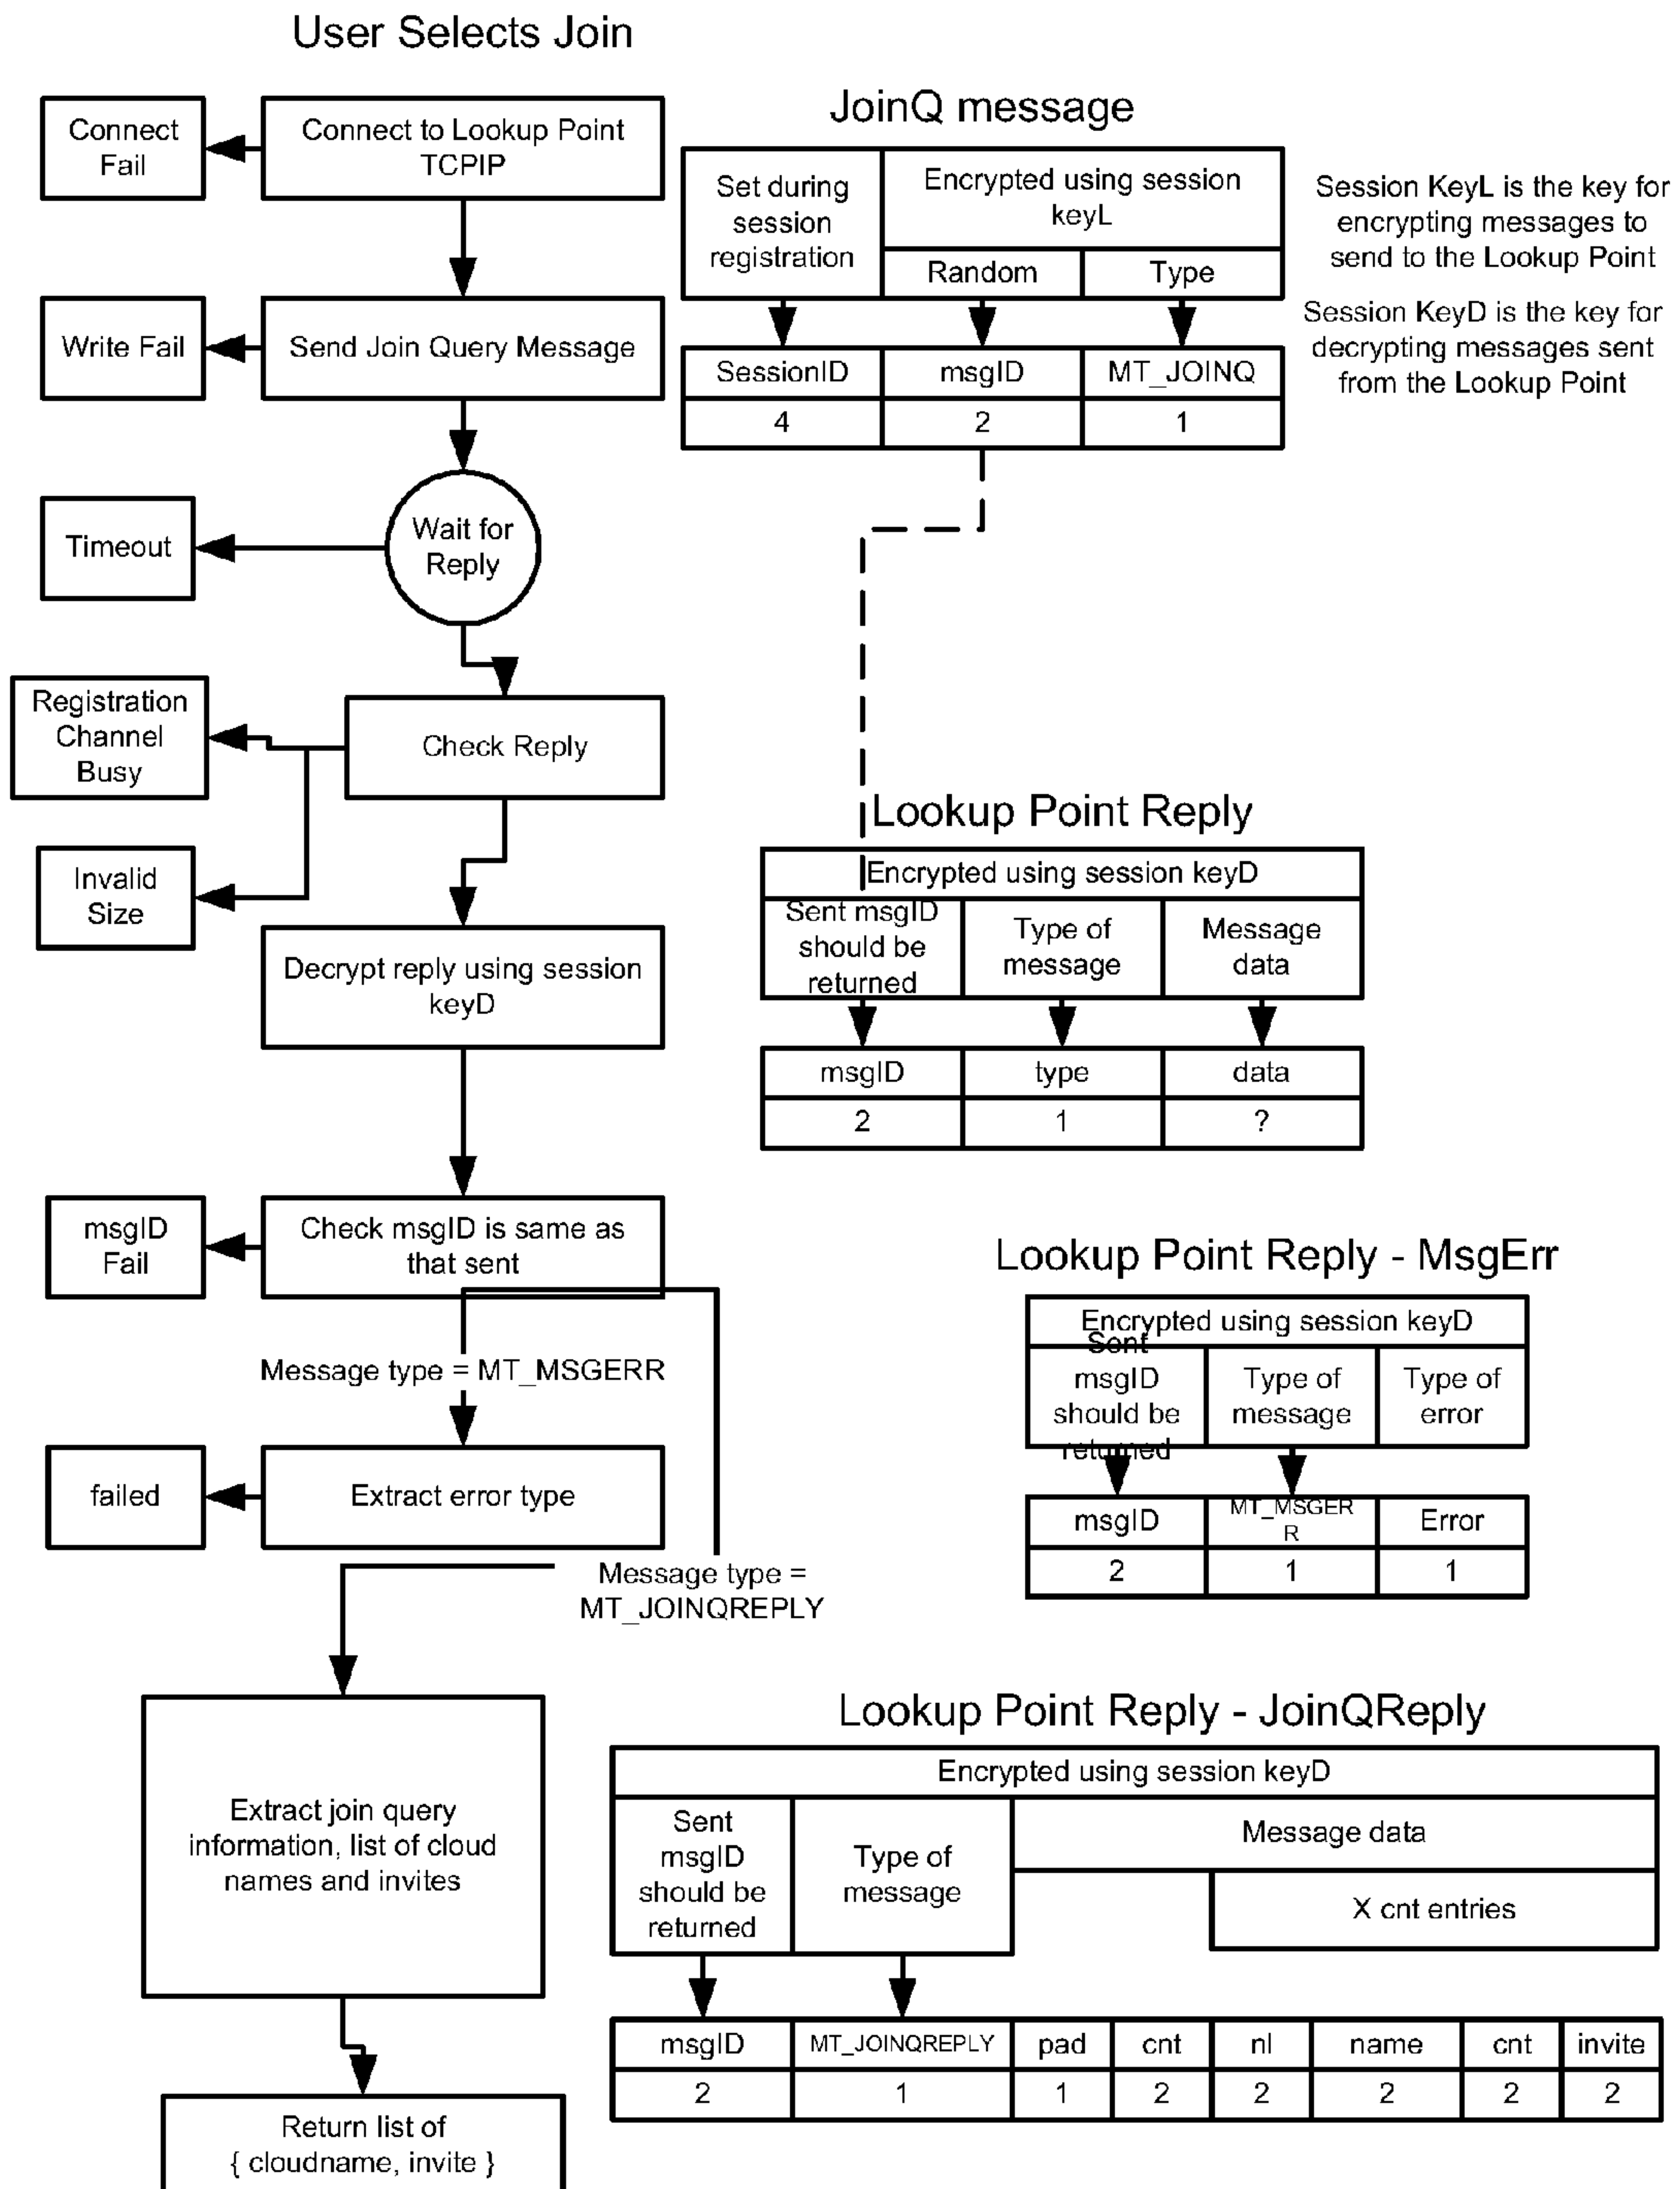 User Selects Join
Connect
Fail
Connect to Lookup Point
TCPIP
Write Fail
Send Join Query Message
Timeout
Wait for
Reply
Registration
Channel
Busy
Check Reply
Invalid
Size
Decrypt reply using session
keyD
msgID
Fail
Check msgID is same as
that sent
Message type = MT_MSGERR
failed
Extract error type
Message type =
MT_JOINQREPLY
Extract join query
information, list of cloud
names and invites
Return list of
{ cloudname, invite }
JoinQ message
Set during
session
registration
Encrypted using session
keyL
Random
Type
SessionID
msgID
MT_JOINQ
4
2
1
Session KeyL is the key for
encrypting messages to
send to the Lookup Point
Session KeyD is the key for
decrypting messages sent
from the Lookup Point
Lookup Point Reply
Encrypted using session keyD
Sent msgID
should be
returned
Type of
message
Message
data
msgID
type
data
2
1
?
Lookup Point Reply - MsgErr
Encrypted using session keyD
Sent
msgID
should be
returned
Type of
message
Type of
error
msgID
MT_MSGER
R
Error
2
1
1
Lookup Point Reply - JoinQReply
Encrypted using session keyD
Sent
msgID
should be
returned
Type of
message
Message data
X cnt entries
msgID
MT_JOINQREPLY
pad
cnt
nl
name
cnt
invite
2
1
1
2
2
2
2
2